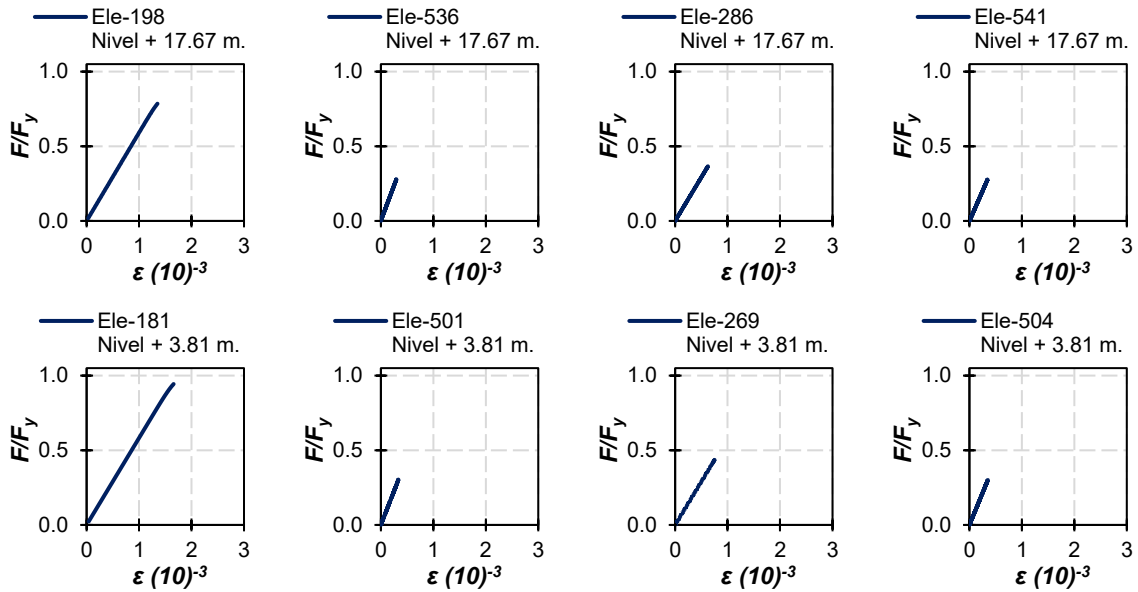 Ele-198
Nivel + 17.67 m.
1.0
0.5
0.0
F/Fy
0 1 2 3
ε (10)-3
Ele-536
Nivel + 17.67 m.
1.0
0.5
0.0
F/Fy
0 1 2 3
ε (10)-3
Ele-286
Nivel + 17.67 m.
1.0
0.5
0.0
F/Fy
0 1 2 3
ε (10)-3
Ele-541
Nivel + 17.67 m.
1.0
0.5
0.0
F/Fy
0 1 2 3
ε (10)-3
Ele-181
Nivel + 3.81 m.
1.0
0.5
0.0
F/Fy
0 1 2 3
ε (10)-3
Ele-501
Nivel + 3.81 m.
1.0
0.5
0.0
F/Fy
0 1 2 3
ε (10)-3
Ele-269
Nivel + 3.81 m.
1.0
0.5
0.0
F/Fy
0 1 2 3
ε (10)-3
Ele-504
Nivel + 3.81 m.
1.0
0.5
0.0
F/Fy
0 1 2 3
ε (10)-3